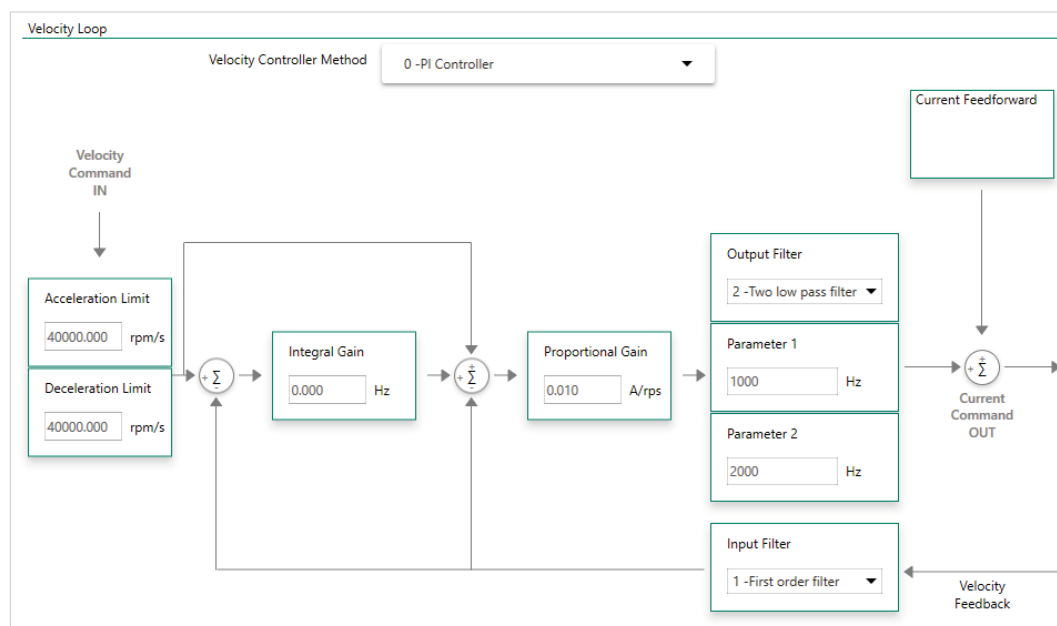 Velocity Loop
Velocity Controller Method
0 -PI Controller
Current Feedforward
Velocity
Command
IN
Acceleration Limit
40000.000 rpm/s
Deceleration Limit
40000.000 rpm/s
+ Σ -
Integral Gain
0.000 Hz
+
+ Σ
-
Proportional Gain
0.010 A/rps
Output Filter
2 -Two low pass filter
Parameter 1
1000 Hz
Parameter 2
2000 Hz
+
+ Σ
Current
Command
OUT
Input Filter
1 -First order filter
Velocity
Feedback